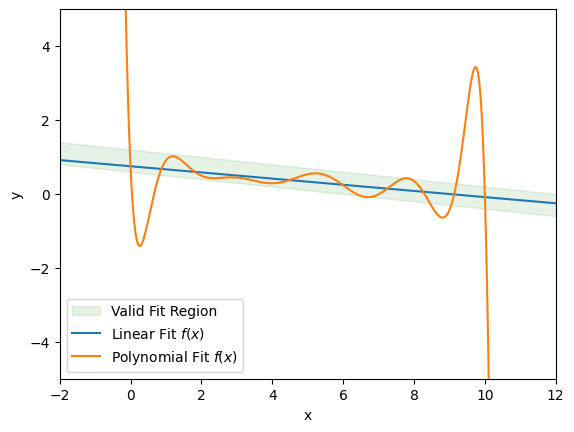 4
2
y
0
−2
−4
Valid Fit Region
Linear Fit f(x)
Polynomial Fit f(x)
−2 0 2 4 6 8 10 12
x